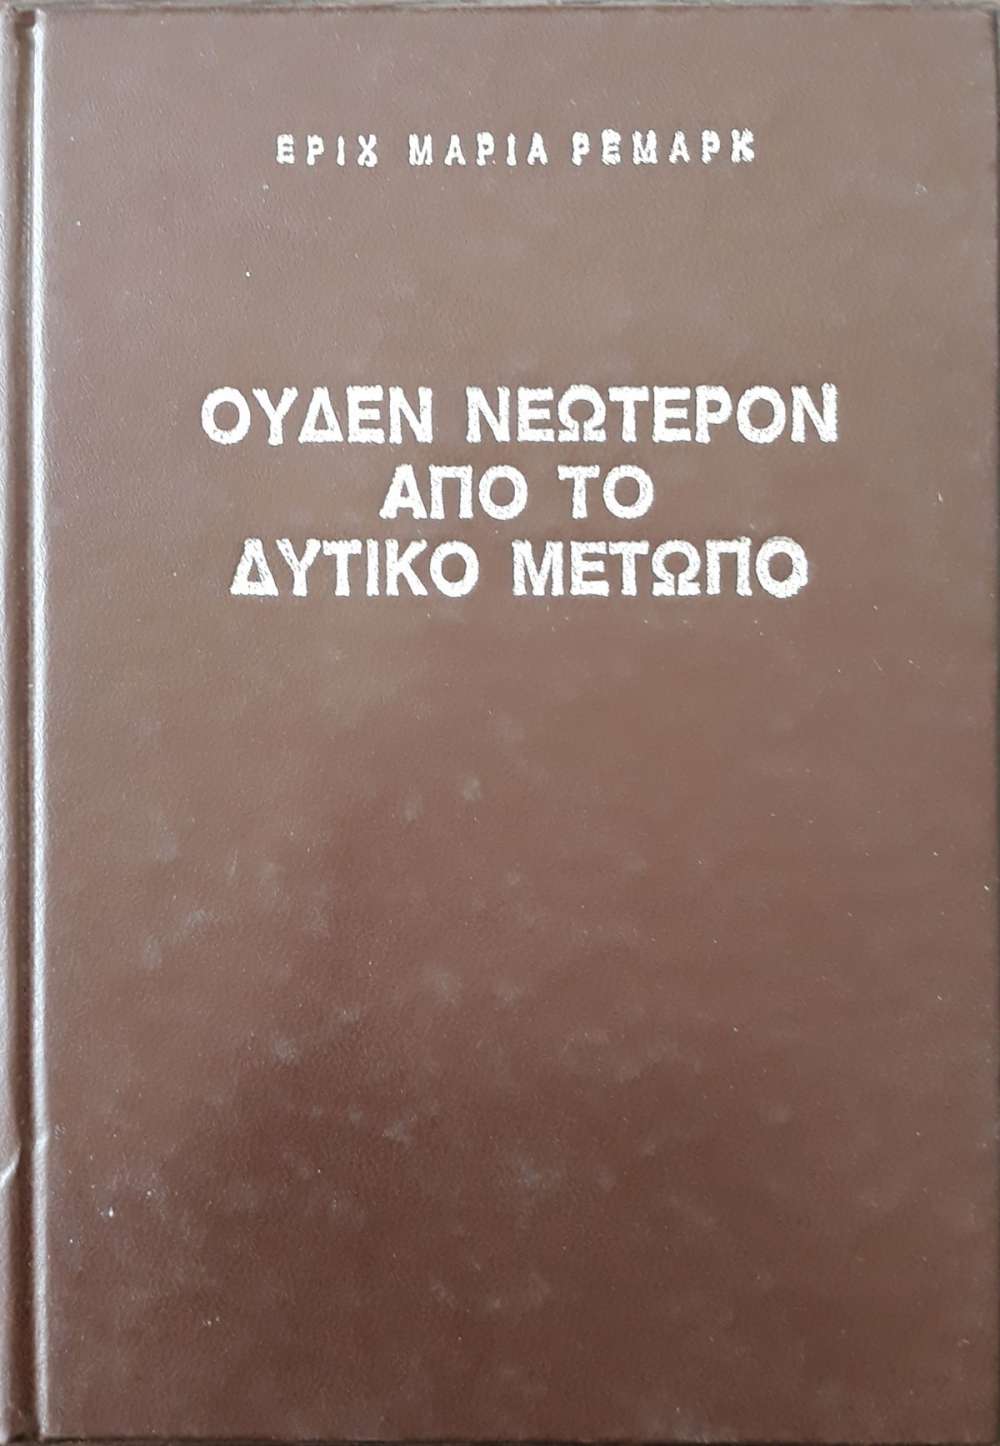 ΕΡΙΧ ΜΑΡΙΑ ΡΕΜΑΡΚ
ΟΥΔΕΝ ΝΕΩΤΕΡΟΝ
ΑΠΟ ΤΟ
ΔΥΤΙΚΟ ΜΕΤΩΠΟ